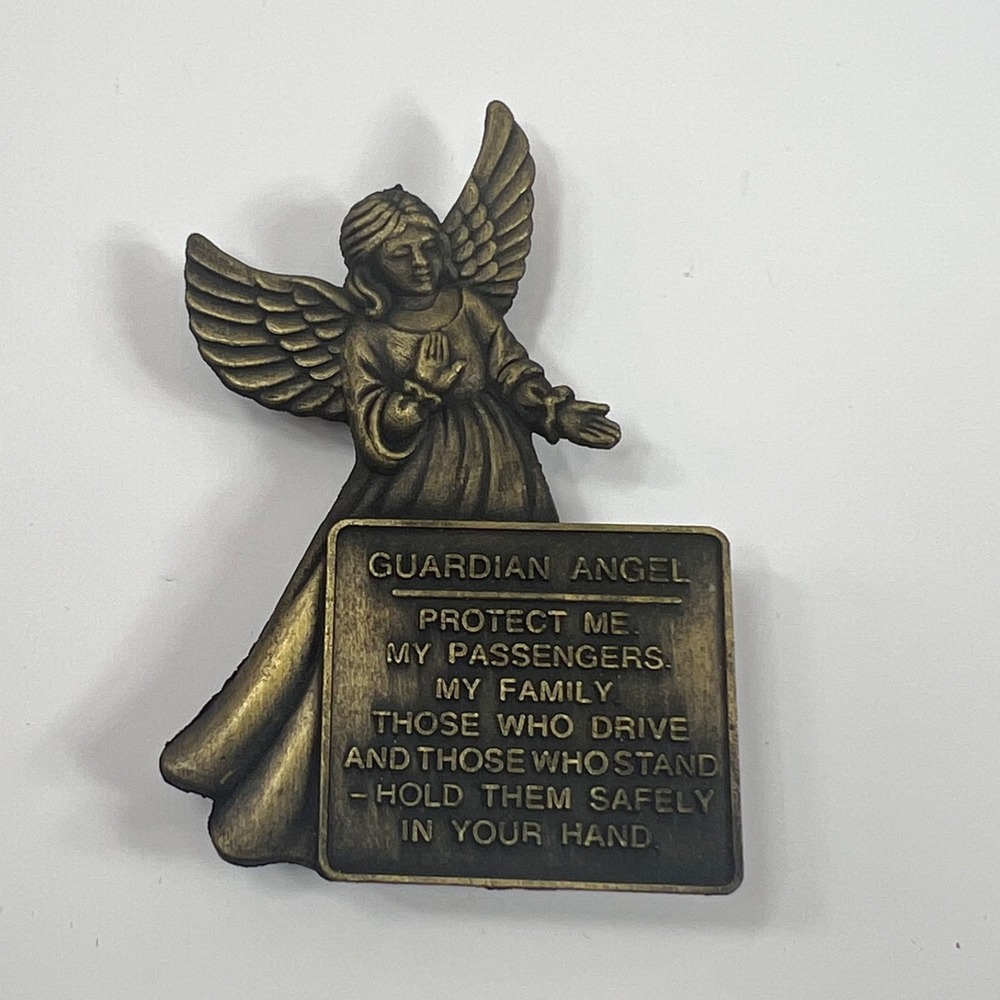 GUARDIAN ANGEL
PROTECT ME.
MY PASSENGERS.
MY FAMILY
THOSE WHO DRIVE
AND THOSE WHO STAND
– HOLD THEM SAFELY
IN YOUR HAND.